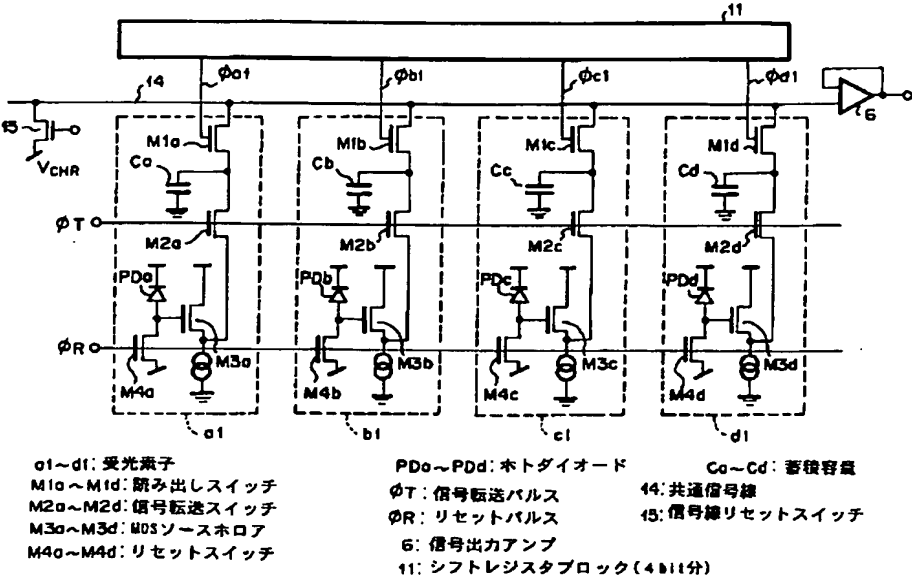 11
φa1 φb1 φc1 φd1
14
15
6
M1a M1b M1c M1d
VCHR
Ca Cb Cc Cd
φT
M2a M2b M2c M2d
PDa PDb PDc PDd
φR
M3a M3b M3c M3d
M4a M4b M4c M4d
a1 b1 c1 d1
a1~d1: 受光素子
M1a~M1d: 読み出しスイッチ
M2a~M2d: 信号転送スイッチ
M3a~M3d: MOSソースホロア
M4a~M4d: リセットスイッチ
PDa~PDd: ホトダイオード
φT: 信号転送パルス
φR: リセットパルス
6: 信号出力アンプ
11: シフトレジスタブロック(4bit分)
Ca~Cd: 蓄積容量
14: 共通信号線
15: 信号線リセットスイッチ